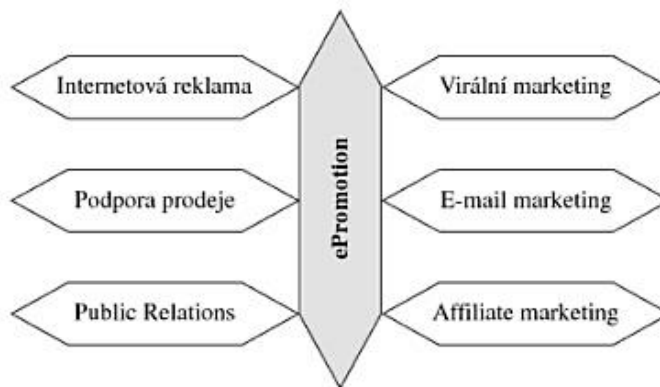 Internetová reklama
Virální marketing
Podpora prodeje
ePromotion
E-mail marketing
Public Relations
Affiliate marketing